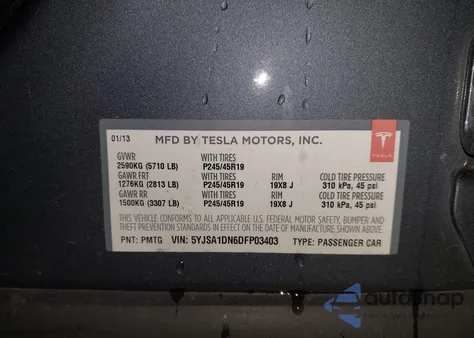 01/13 MFD BY TESLA MOTORS, INC.
TESLA
GVWR WITH TIRES
2590KG (5710 LB) P245/45R19
GAWR FRT WITH TIRES RIM COLD TIRE PRESSURE
1276KG (2813 LB) P245/45R19 19X8 J 310 kPa, 45 psi
GAWR RR WITH TIRES RIM COLD TIRE PRESSURE
1500KG (3307 LB) P245/45R19 19X8 J 310 kPa, 45 psi
THIS VEHICLE CONFORMS TO ALL APPLICABLE U.S. FEDERAL MOTOR SAFETY, BUMPER AND
THEFT PREVENTION STANDARDS IN EFFECT ON THE DATE OF MANUFACTURE SHOWN ABOVE.
PNT: PMTG VIN: 5YJSA1DN6DFP03403 TYPE: PASSENGER CAR
autosnap